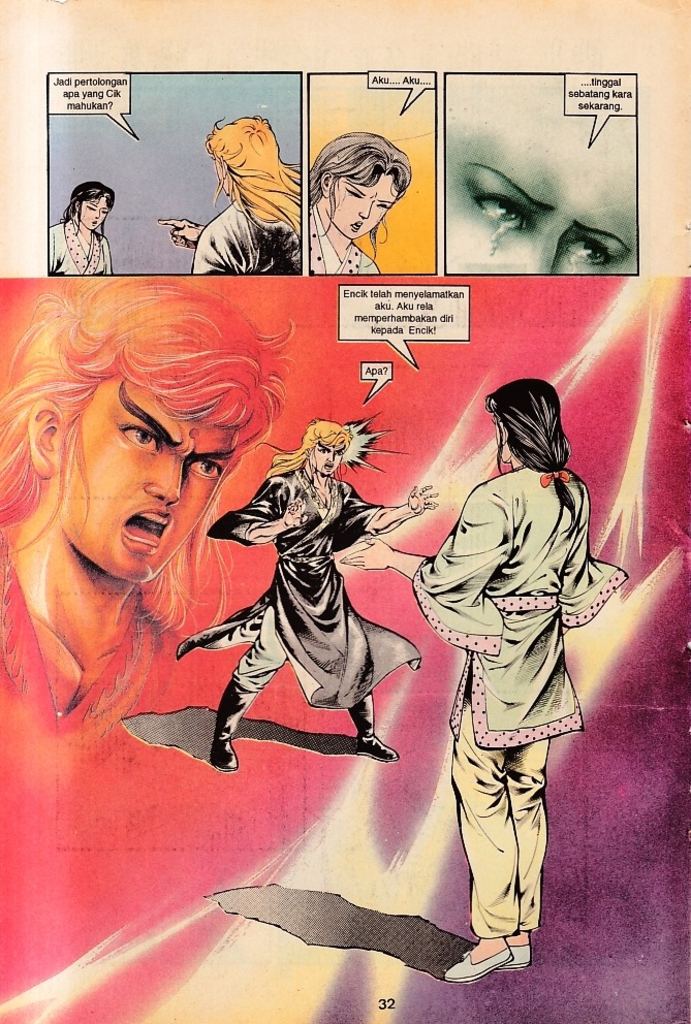 Jadi pertolongan
apa yang Cik
mahukan?
Aku.... Aku....
....tinggal
sebatang kara
sekarang.
Encik telah menyelamatkan
aku. Aku rela
memperhambakan diri
kepada Encik!
Apa?
32